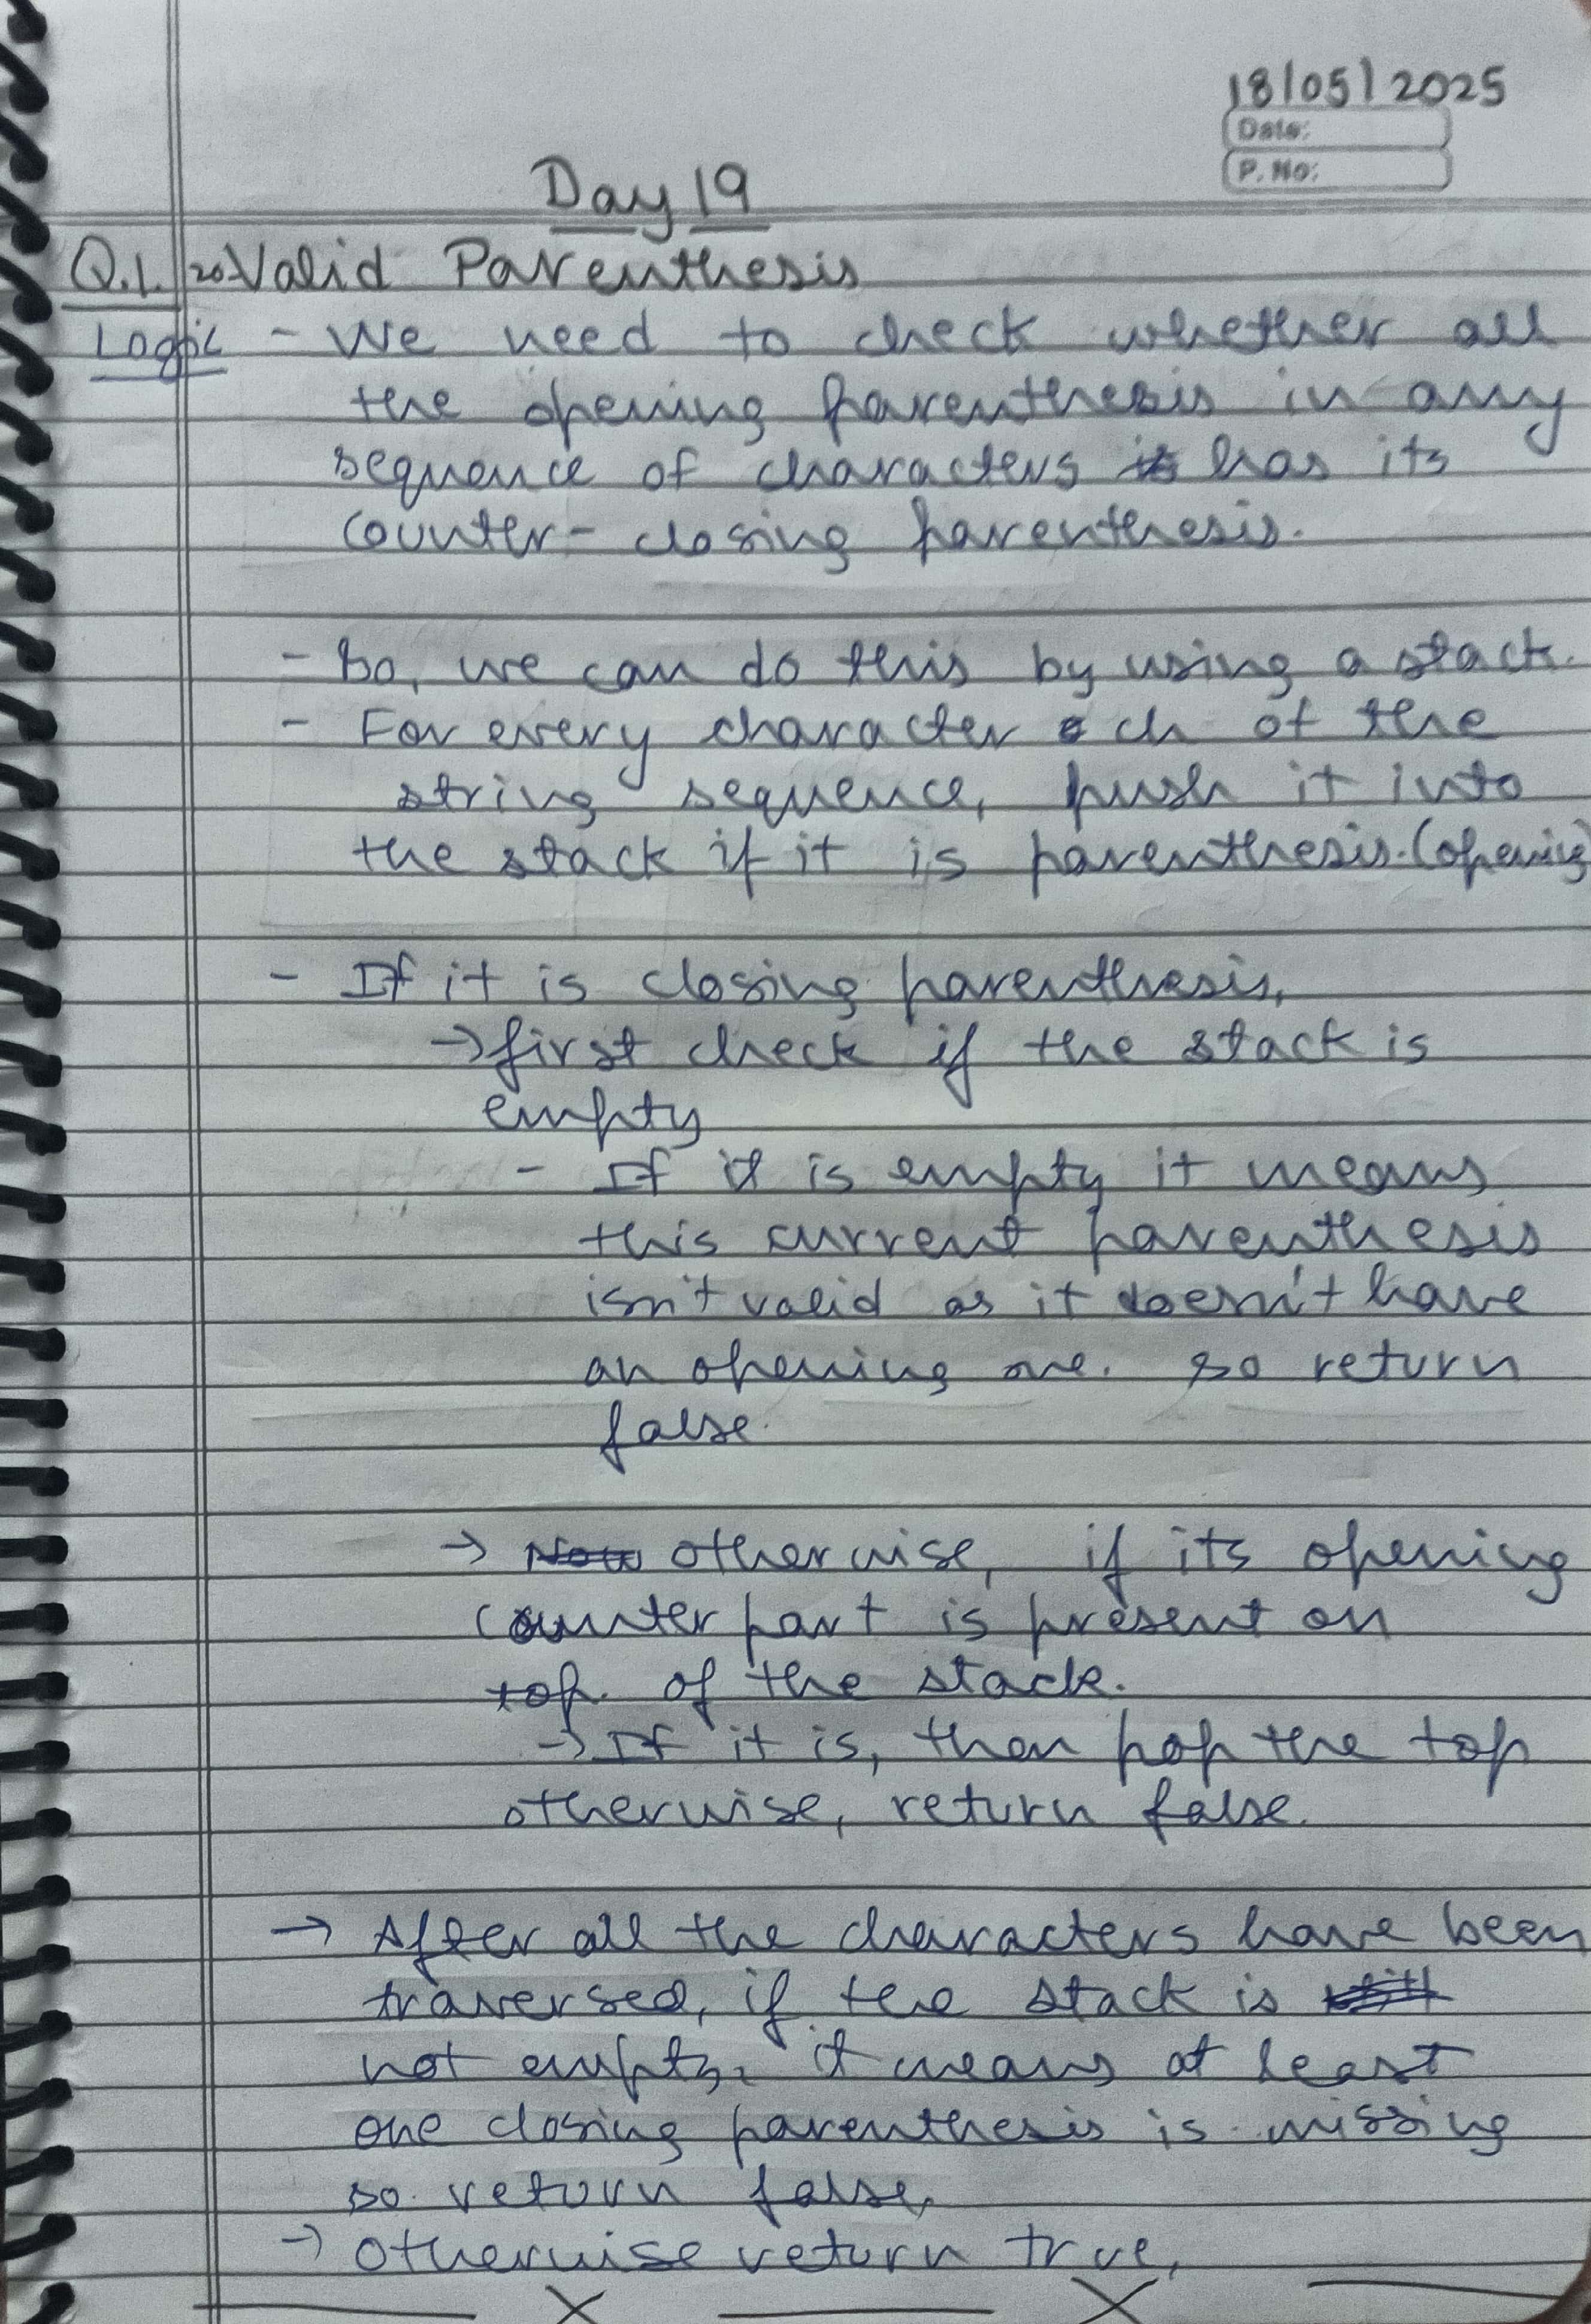 18/05/2025
Date:
P. No:
Day 19
Q.1. 20. Valid Parenthesis
Logic - We need to check whether all
the opening parenthesis in any
sequence of characters has its
counter-closing parenthesis.
- So, we can do this by using a stack.
- For every character ch of the
string sequence, push it into
the stack if it is parenthesis. (opening)
- If it is closing parenthesis,
→ first check if the stack is
empty
- If it is empty it means
this current parenthesis
isn't valid as it doesn't have
an opening one. so return
false.
→ Now otherwise, if its opening
counterpart is present on
top. of the stack.
→ If it is, then pop the top
otherwise, return false.
→ After all the characters have been
traversed, if the stack is still
not empty, it means at least
one closing parenthesis is missing
so return false,
→ otherwise return true,